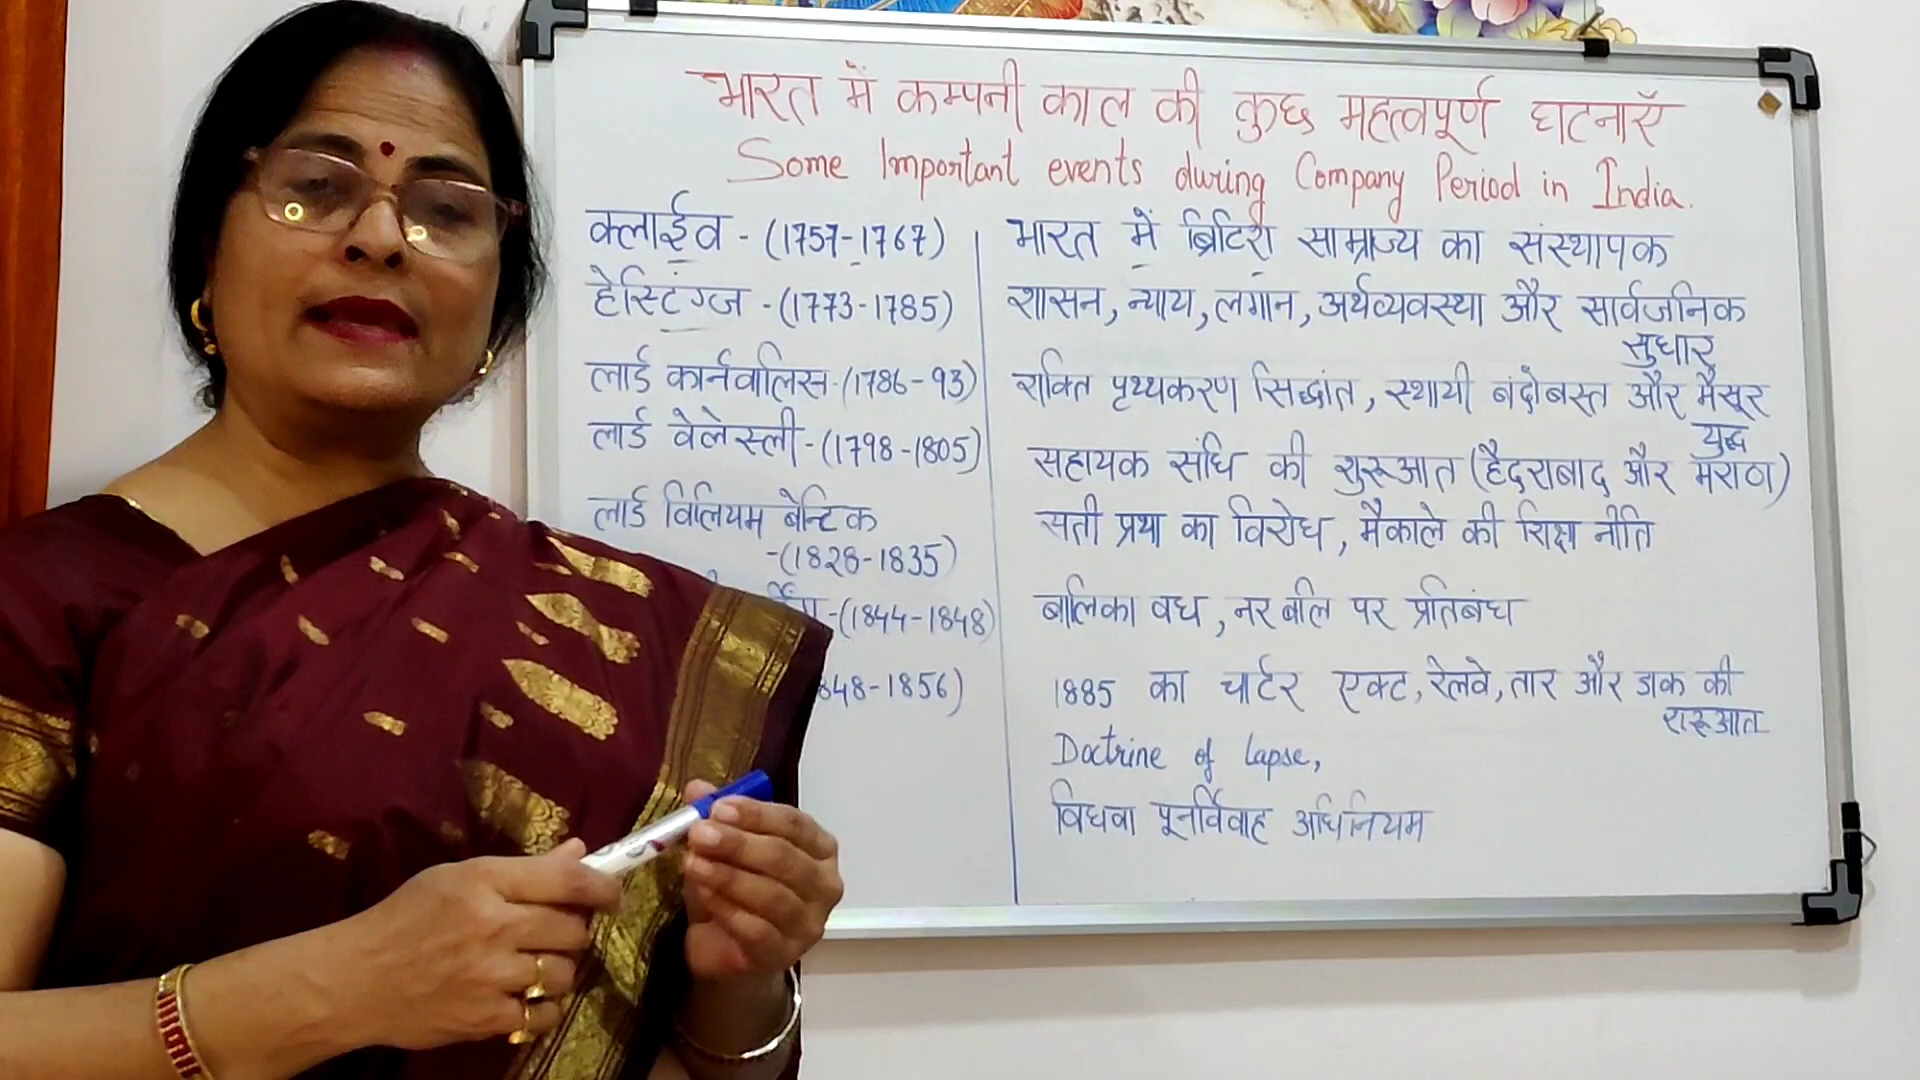 भारत में कम्पनी काल की कुछ महत्वपूर्ण घटनाएँ
Some Important events during Company Period in India.
क्लाईव - (1757-1767)
भारत में ब्रिटिश साम्राज्य का संस्थापक
हेस्टिंग्ज - (1773-1785)
शासन, न्याय, लगान, अर्थव्यवस्था और सार्वजनिक
सुधार
लार्ड कार्नवालिस - (1786-93)
शक्ति पृथ्यकरण सिद्धांत, स्थायी बंदोबस्त और मैसूर
युद्ध
लार्ड वेलेस्ली - (1798-1805)
सहायक संधि की शुरूआत (हैदराबाद और मराठा)
लार्ड विलियम बेन्टिक
-(1828-1835)
सती प्रथा का विरोध, मैकाले की शिक्षा नीति
-(1844-1848)
बालिका वध, नर बलि पर प्रतिबंध
848-1856)
1885 का चार्टर एक्ट, रेलवे, तार और डाक की
शुरूआत
Doctrine of lapse,
विधवा पूनर्विवाह अधिनियम